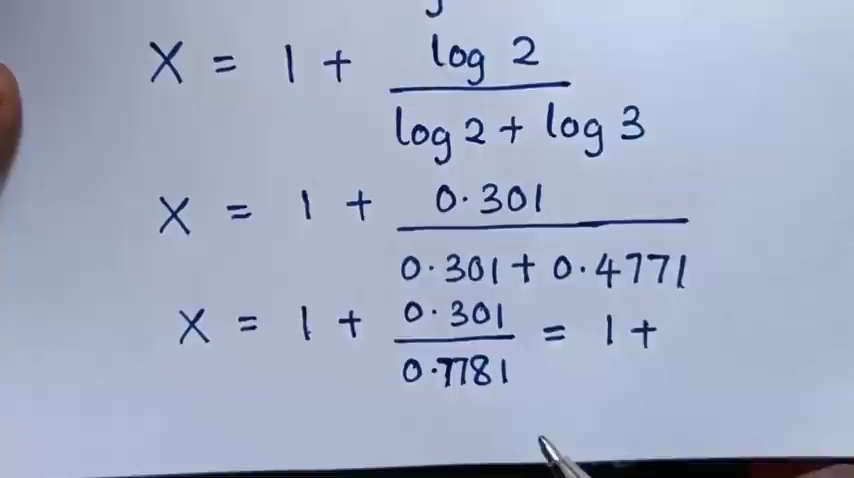 X = 1 + log 2
log 2 + log 3
X = 1 + 0.301
0.301 + 0.4771
X = 1 + 0.301 = 1 +
0.7781